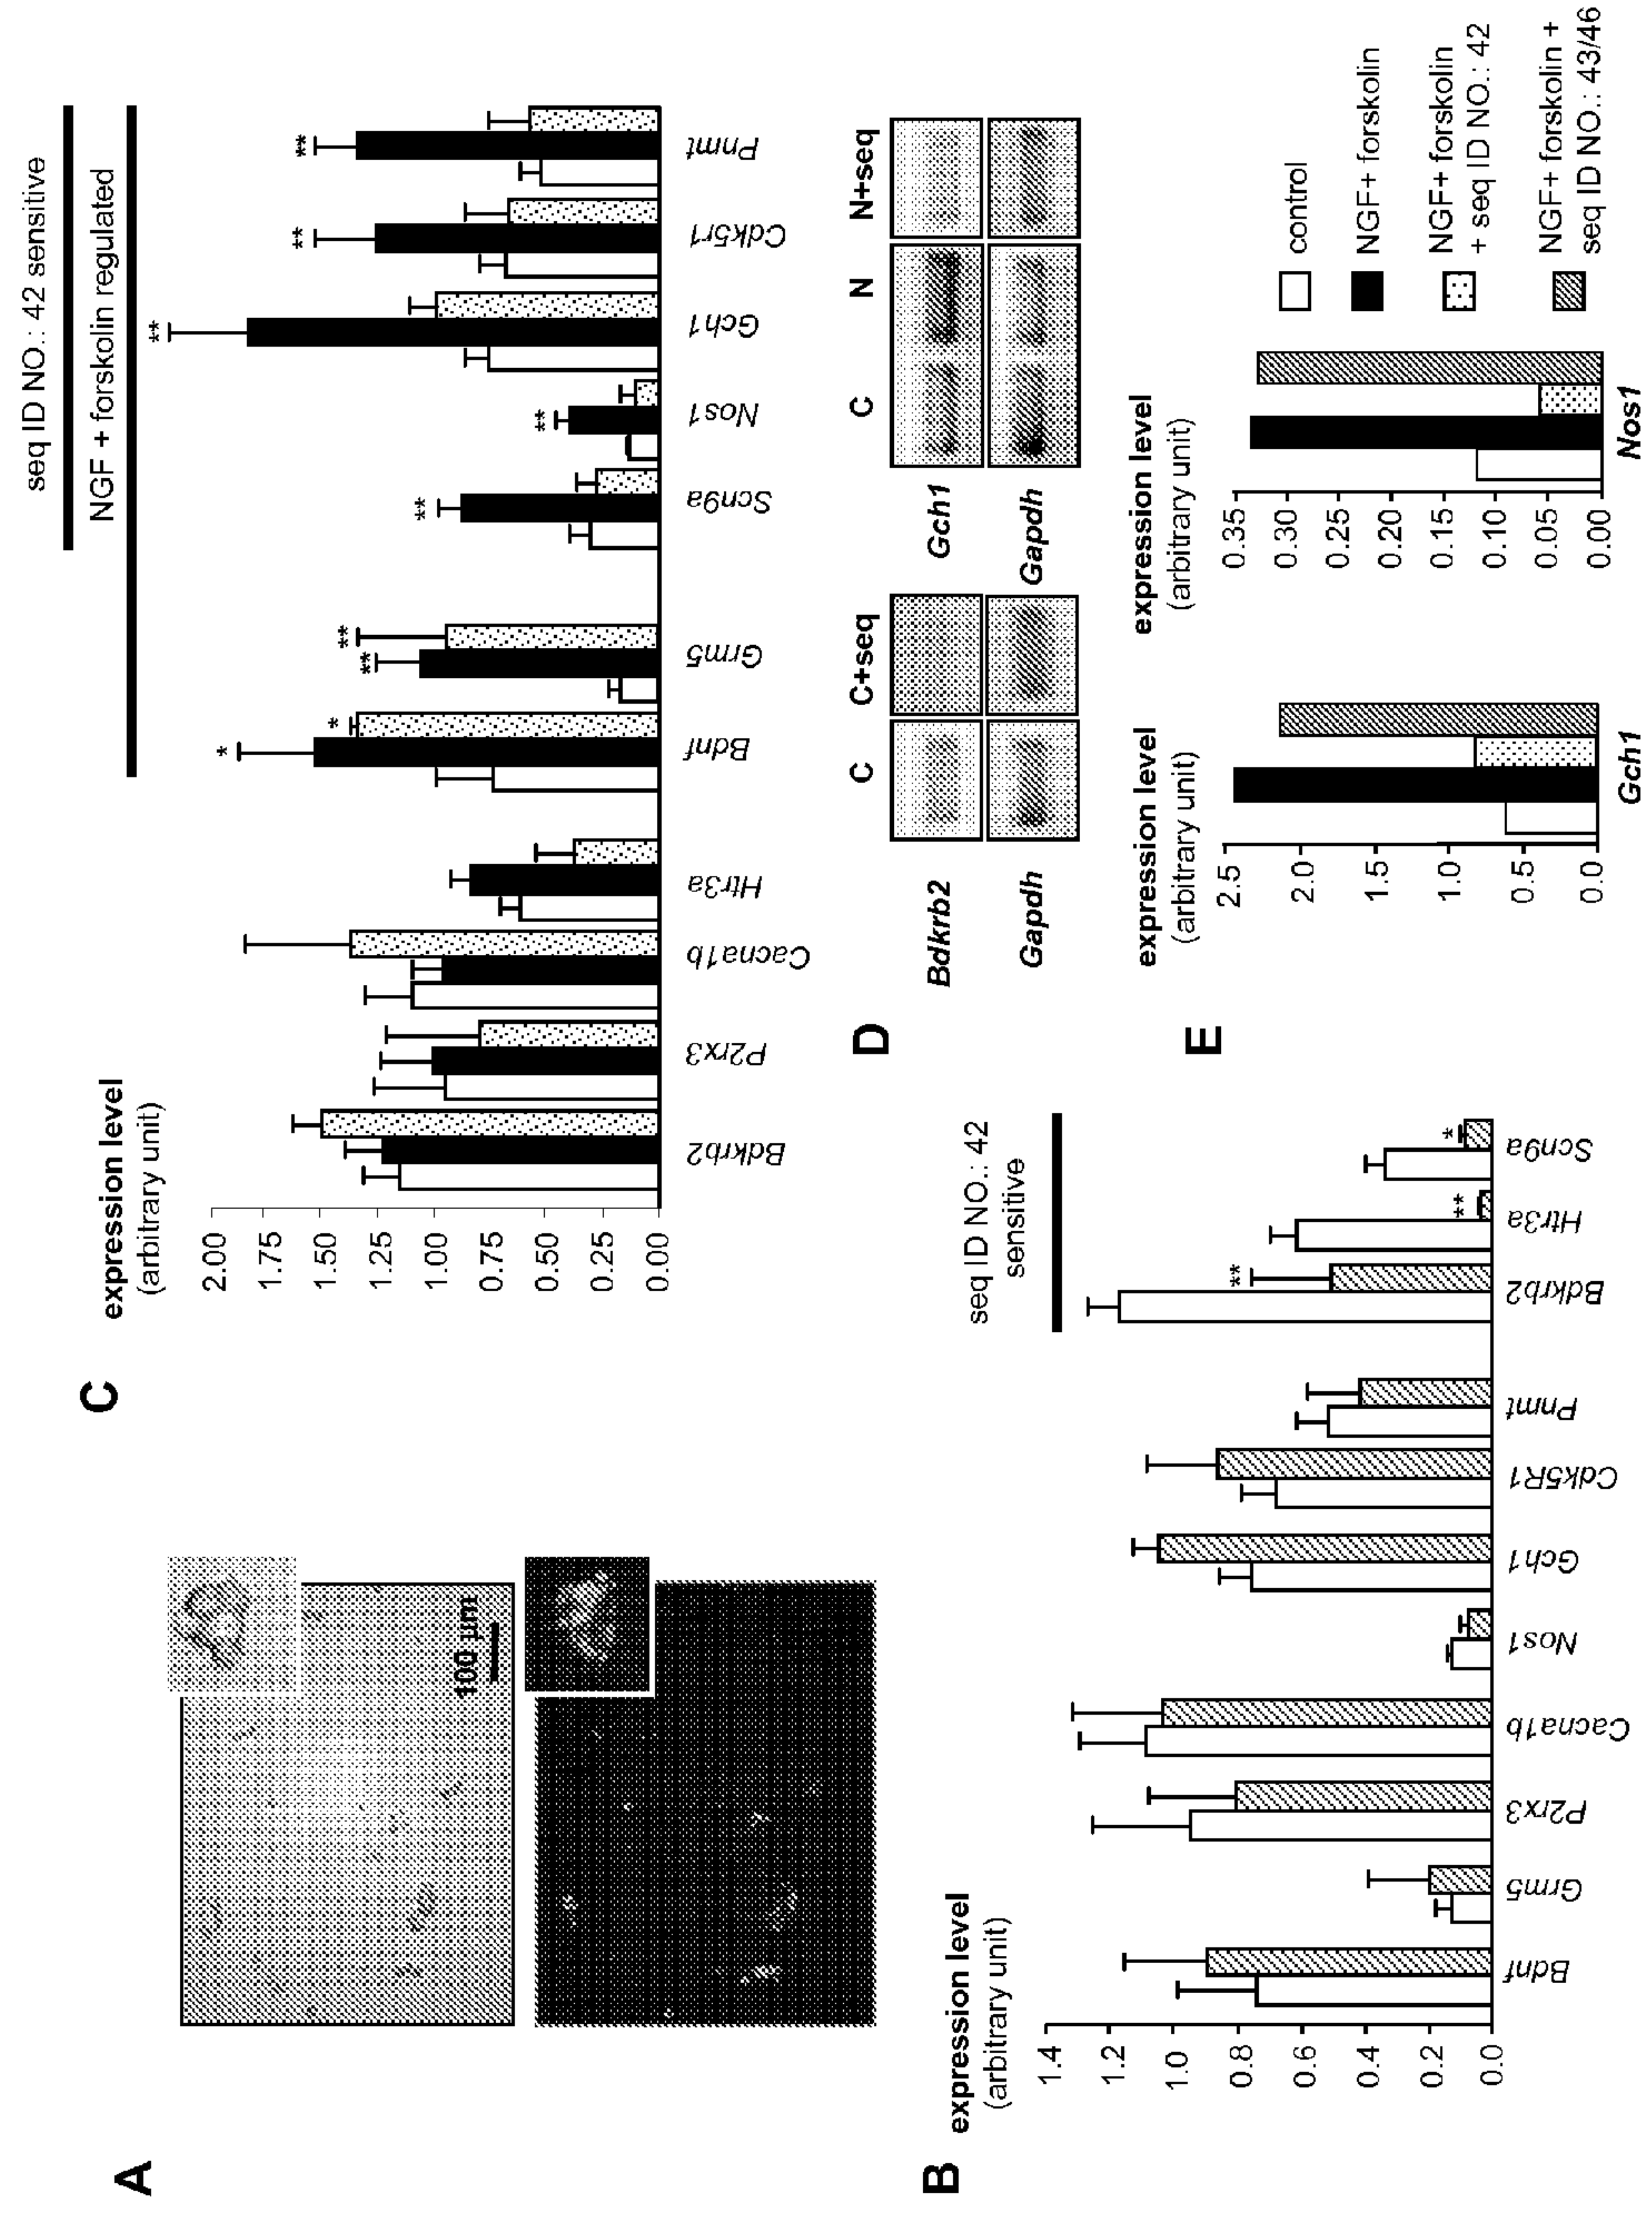 A
100 µm
B
expression level
(arbitrary unit)
1.4
1.2
1.0
0.8
0.6
0.4
0.2
0.0
seq ID NO.: 42
sensitive
**
**
*
Bdnf
Grm5
P2rx3
Cacna1b
Nos1
Gch1
Cdk5R1
Pnmt
Bdkrb2
Htr3a
Scn9a
C
expression level
(arbitrary unit)
seq ID NO.: 42 sensitive
NGF + forskolin regulated
2.00
1.75
1.50
1.25
1.00
0.75
0.50
0.25
0.00
*
*
**
**
**
**
**
**
**
Bdkrb2
P2rx3
Cacna1b
Htr3a
Bdnf
Grm5
Scn9a
Nos1
Gch1
Cdk5r1
Pnmt
D
C C+seq
Bdkrb2
Gapdh
C N N+seq
Gch1
Gapdh
E
expression level
(arbitrary unit)
2.5
2.0
1.5
1.0
0.5
0.0
Gch1
expression level
(arbitrary unit)
0.35
0.30
0.25
0.20
0.15
0.10
0.05
0.00
Nos1
control
NGF+ forskolin
NGF+ forskolin
+ seq ID NO.: 42
NGF+ forskolin +
seq ID NO.: 43/46